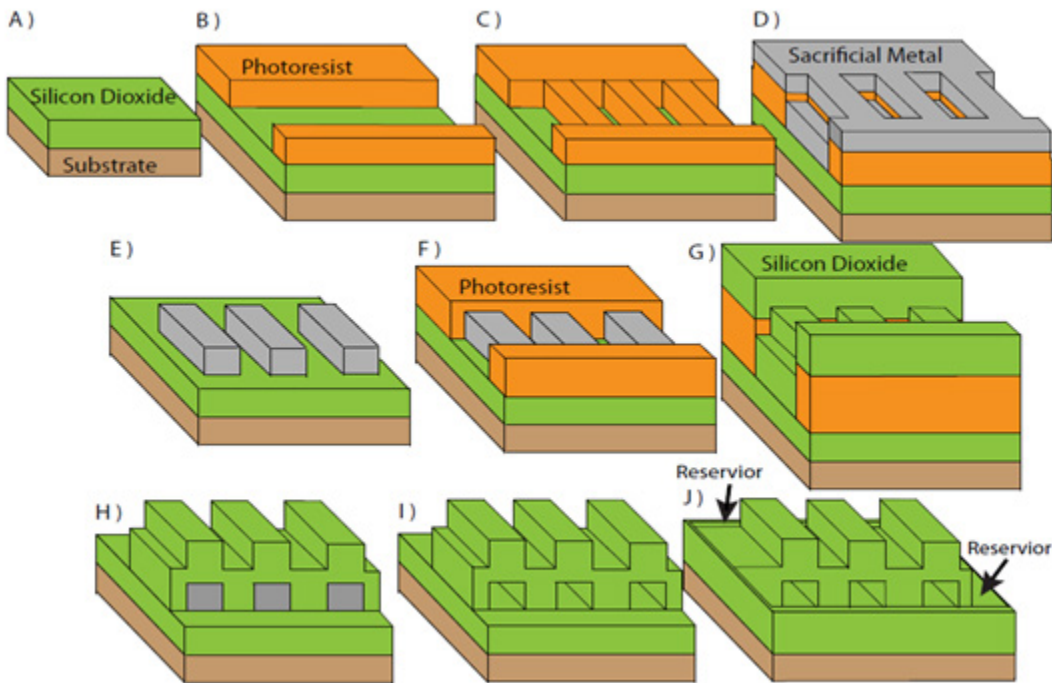 A )
B )
C )
D )
Silicon Dioxide
Substrate
Photoresist
Sacrificial Metal
E )
F )
G )
Photoresist
Silicon Dioxide
H )
I )
J )
Reservior
Reservior